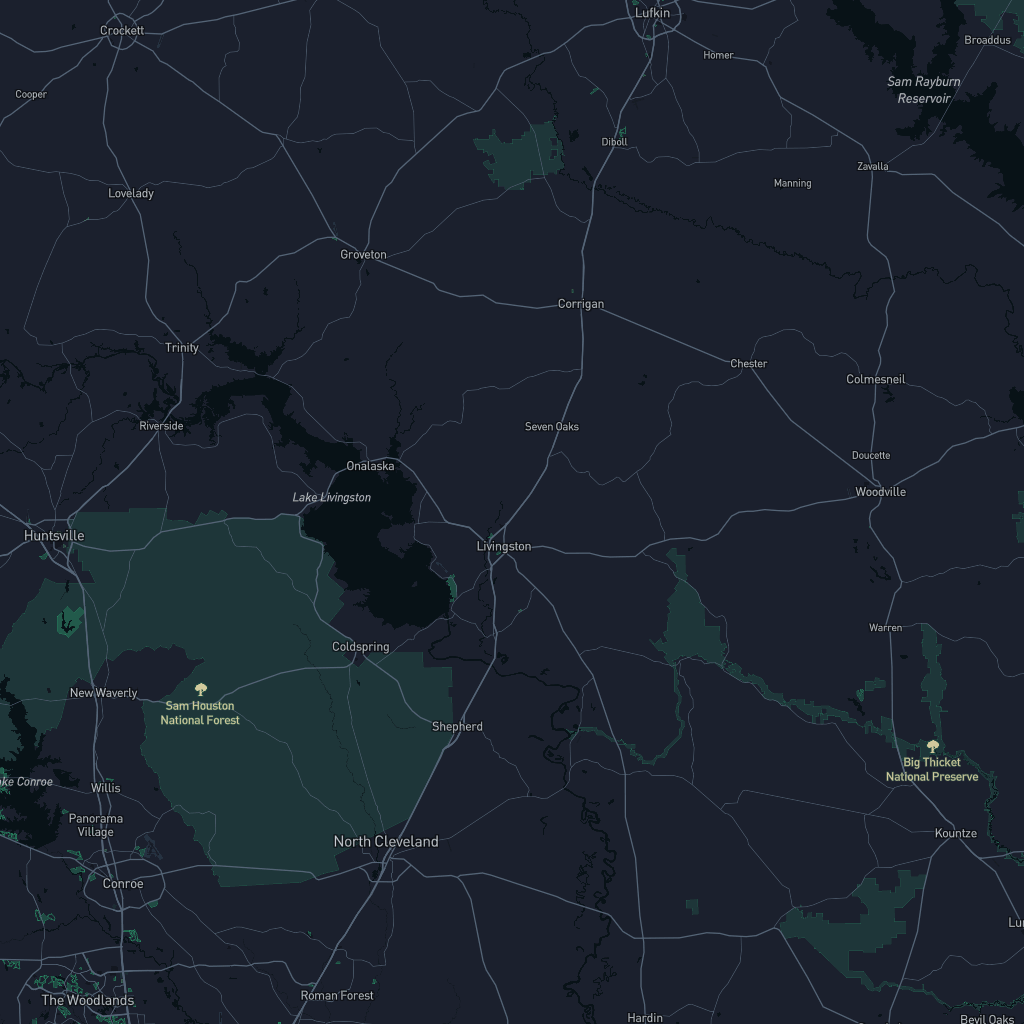 Lufkin
Crockett
Broaddus
Homer
Sam Rayburn
Reservoir
Cooper
Diboll
Zavalla
Manning
Lovelady
Groveton
Corrigan
Trinity
Chester
Colmesneil
Riverside
Seven Oaks
Doucette
Onalaska
Woodville
Lake Livingston
Huntsville
Livingston
Warren
Coldspring
New Waverly
Sam Houston
National Forest
Shepherd
Big Thicket
National Preserve
ke Conroe
Willis
Panorama
Village
Kountze
North Cleveland
Conroe
Lu
The Woodlands
Roman Forest
Hardin
Bevil Oaks